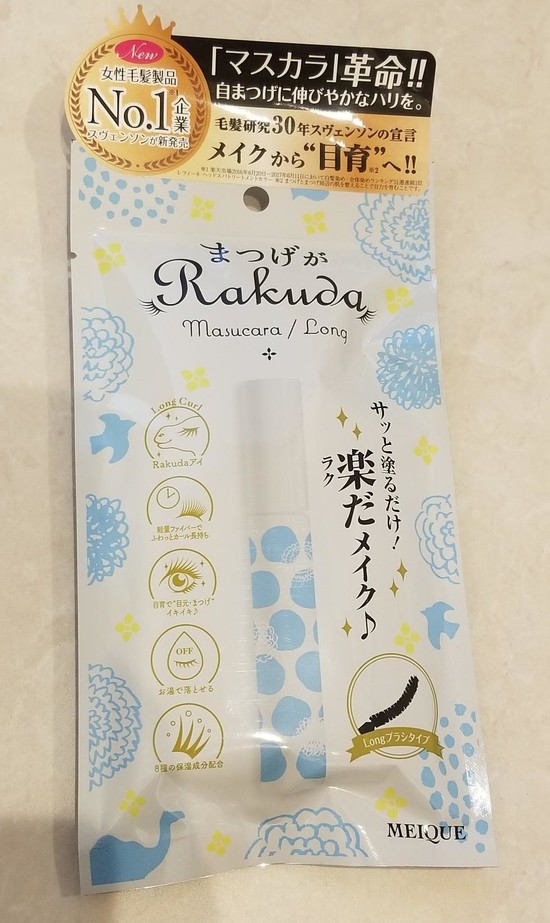 New
女性毛髪製品
No.1企業
※1
スヴェンソンが新発売
「マスカラ」革命!!
自まつげに伸びやかなハリを。
毛髪研究30年スヴェンソンの宣言
メイクから“目育”へ!!
※2
まつげが
Rakuda
Masucara / Long
Long Curl
Rakudaアイ
軽量ファイバーで
ふわっとカール長持ち
目育で“目元・まつげ”
イキイキ♪
OFF
お湯で落とせる
8種の保湿成分配合
サッと塗るだけ!
楽だメイク♪
ラク
Longブラシタイプ
MEIQUE